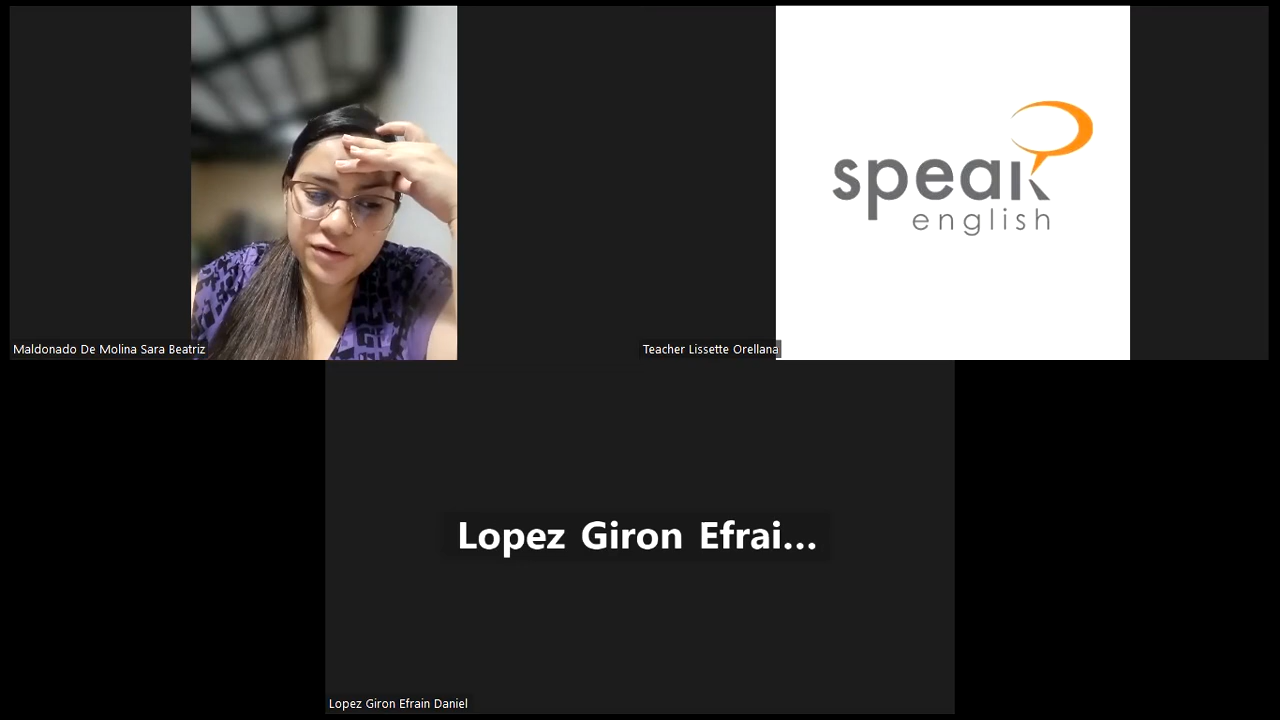 speak
english
Maldonado De Molina Sara Beatriz
Teacher Lissette Orellana
Lopez Giron Efrai...
Lopez Giron Efrain Daniel